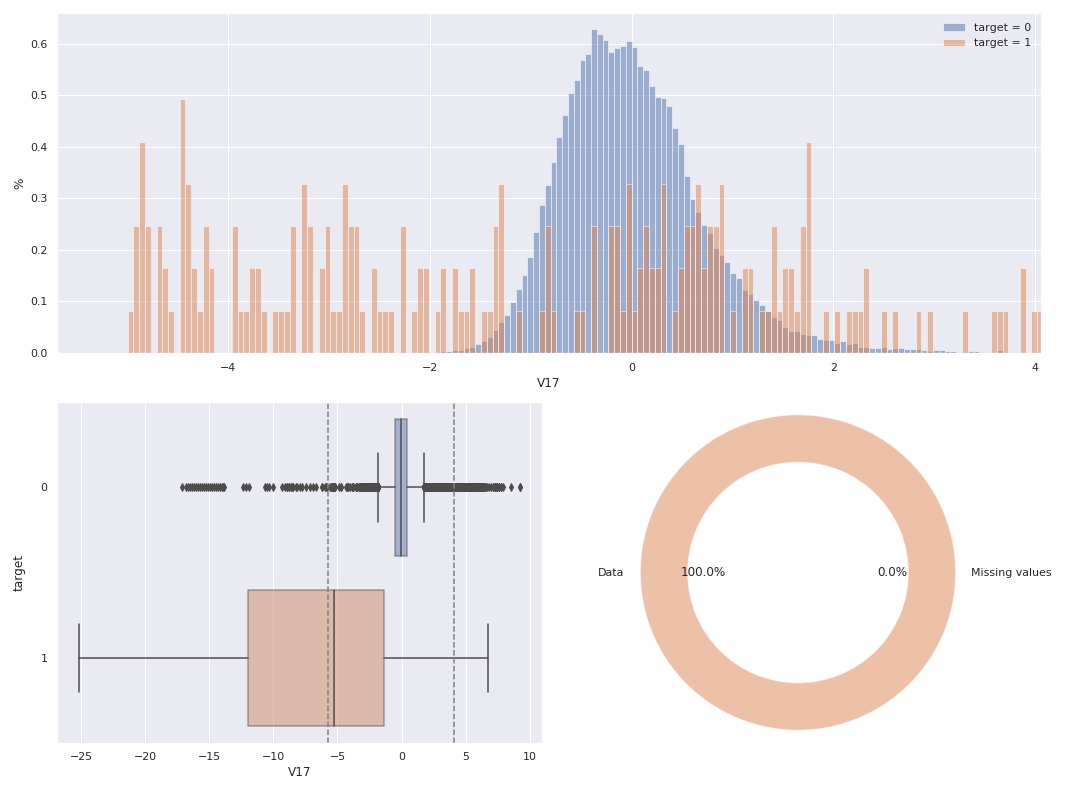 target = 0
target = 1
%
0.6
0.5
0.4
0.3
0.2
0.1
0.0
−4 −2 0 2 4
V17
target
0
1
−25 −20 −15 −10 −5 0 5 10
V17
Data 100.0% 0.0% Missing values